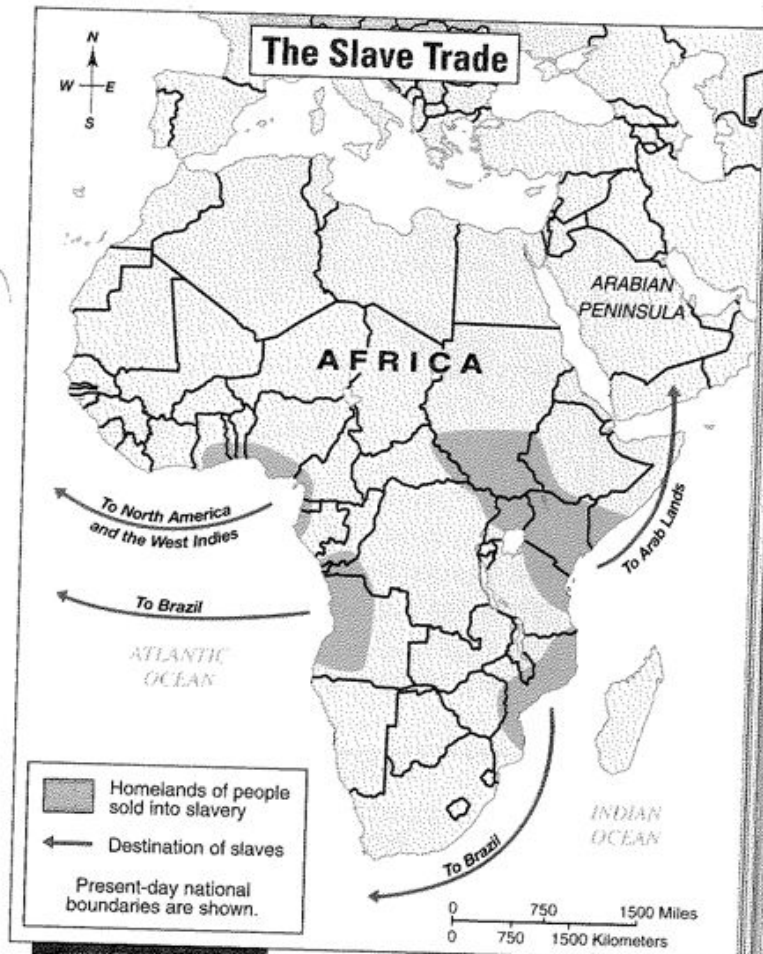 The Slave Trade
N
W E
S
ARABIAN
PENINSULA
AFRICA
To North America
and the West Indies
To Arab Lands
To Brazil
ATLANTIC
OCEAN
Homelands of people
sold into slavery
Destination of slaves
Present-day national
boundaries are shown.
INDIAN
OCEAN
To Brazil
0 750 1500 Miles
0 750 1500 Kilometers